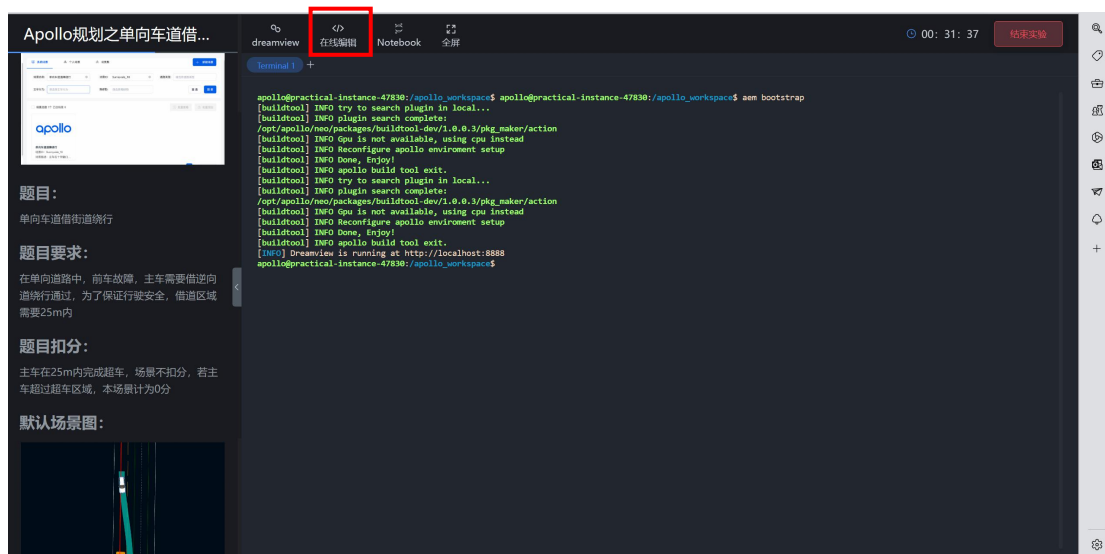 Apollo规划之单向车道借...
dreamview
在线编辑
Notebook
全屏
00: 31: 37
结束实验
Terminal 1
+
apollo
题目：
单向车道借街道绕行
题目要求：
在单向道路中，前车故障，主车需要借逆向
道绕行通过，为了保证行驶安全，借道区域
需要25m内
题目扣分：
主车在25m内完成超车，场景不扣分，若主
车超过超车区域，本场景计为0分
默认场景图：
apollo@practical-instance-47830:/apollo_workspace$ apollo@practical-instance-47830:/apollo_workspace$ aem bootstrap
[buildtool] INFO try to search plugin in local...
[buildtool] INFO plugin search complete:
/opt/apollo/neo/packages/buildtool-dev/1.0.0.3/pkg_maker/action
[buildtool] INFO Gpu is not available, using cpu instead
[buildtool] INFO Reconfigure apollo enviroment setup
[buildtool] INFO Done, Enjoy!
[buildtool] INFO apollo build tool exit.
[buildtool] INFO try to search plugin in local...
[buildtool] INFO plugin search complete:
/opt/apollo/neo/packages/buildtool-dev/1.0.0.3/pkg_maker/action
[buildtool] INFO Gpu is not available, using cpu instead
[buildtool] INFO Reconfigure apollo enviroment setup
[buildtool] INFO Done, Enjoy!
[buildtool] INFO apollo build tool exit.
[INFO] Dreamview is running at http://localhost:8888
apollo@practical-instance-47830:/apollo_workspace$